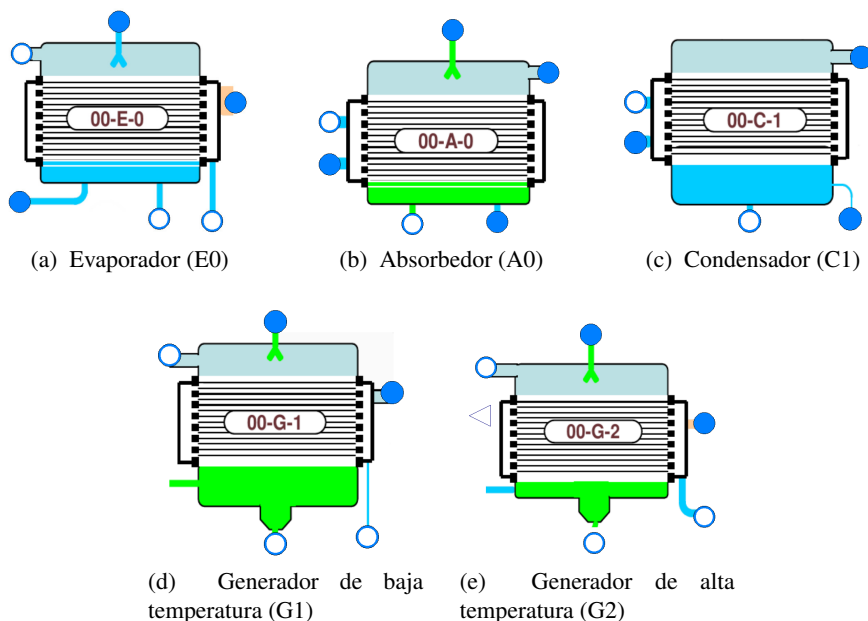 00-E-0
00-A-0
00-C-1
(a) Evaporador (E0)
(b) Absorbedor (A0)
(c) Condensador (C1)
00-G-1
00-G-2
(d) Generador de baja
temperatura (G1)
(e) Generador de alta
temperatura (G2)